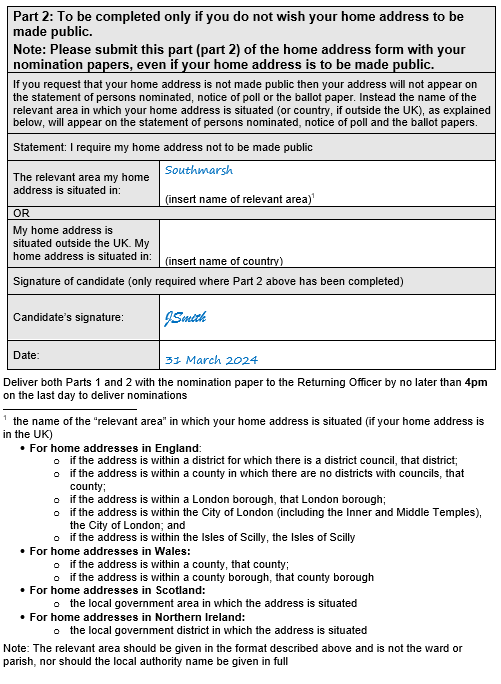 Part 2: To be completed only if you do not wish your home address to be
made public.
Note: Please submit this part (part 2) of the home address form with your
nomination papers, even if your home address is to be made public.
If you request that your home address is not made public then your address will not appear on
the statement of persons nominated, notice of poll or the ballot paper. Instead the name of the
relevant area in which your home address is situated (or country, if outside the UK), as explained
below, will appear on the statement of persons nominated, notice of poll and the ballot papers.
Statement: I require my home address not to be made public
The relevant area my home
address is situated in:
Southmarsh
(insert name of relevant area)1
OR
My home address is
situated outside the UK. My
home address is situated in:
(insert name of country)
Signature of candidate (only required where Part 2 above has been completed)
Candidate's signature:
JSmith
Date:
31 March 2024
Deliver both Parts 1 and 2 with the nomination paper to the Returning Officer by no later than 4pm
on the last day to deliver nominations
1 the name of the "relevant area" in which your home address is situated (if your home address is
in the UK)
• For home addresses in England:
o if the address is within a district for which there is a district council, that district;
o if the address is within a county in which there are no districts with councils, that
county;
o if the address is within a London borough, that London borough;
o if the address is within the City of London (including the Inner and Middle Temples),
the City of London; and
o if the address is within the Isles of Scilly, the Isles of Scilly
• For home addresses in Wales:
o if the address is within a county, that county;
o if the address is within a county borough, that county borough
• For home addresses in Scotland:
o the local government area in which the address is situated
• For home addresses in Northern Ireland:
o the local government district in which the address is situated
Note: The relevant area should be given in the format described above and is not the ward or
parish, nor should the local authority name be given in full